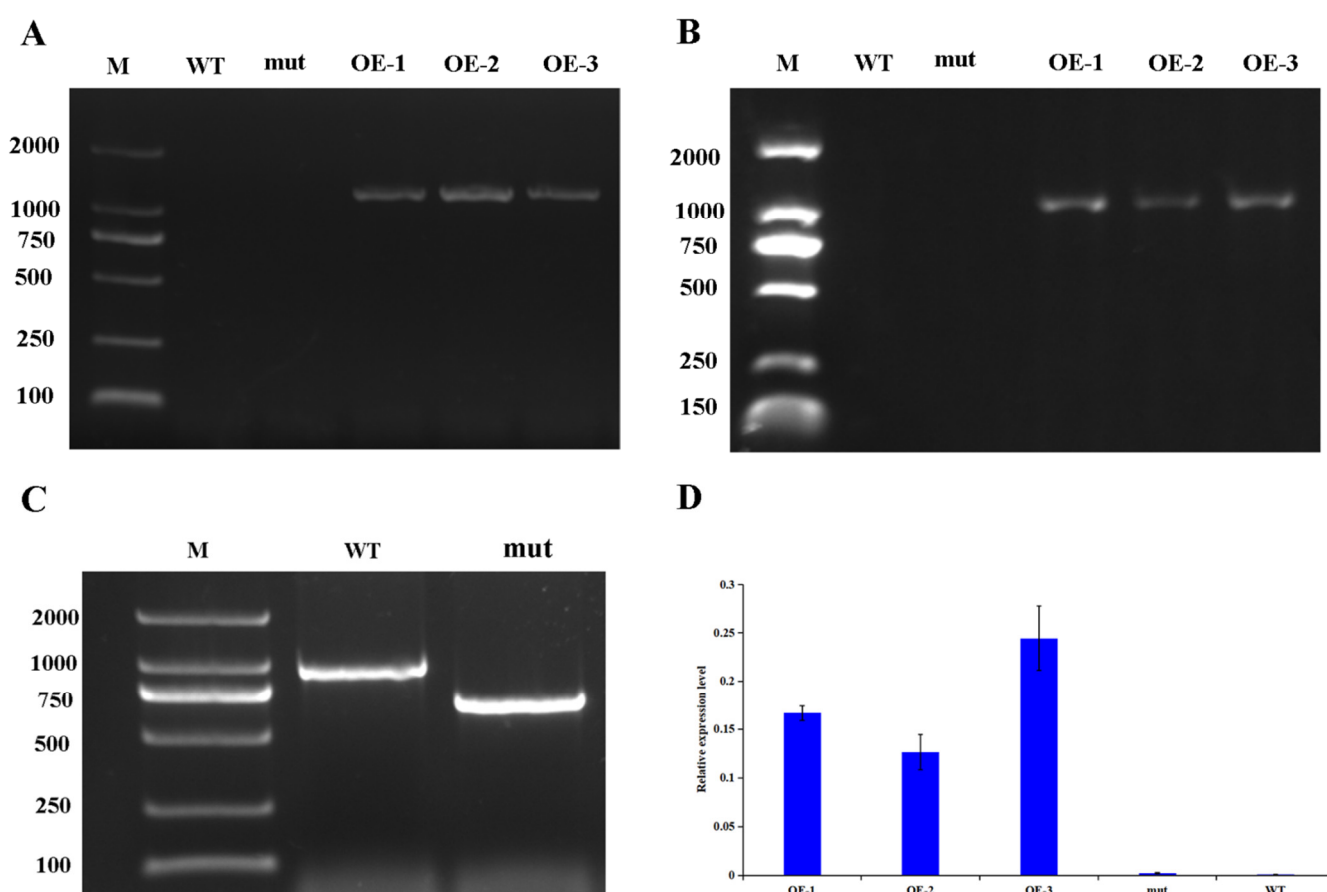 A
M WT mut OE-1 OE-2 OE-3
2000
1000
750
500
250
100
B
M WT mut OE-1 OE-2 OE-3
2000
1000
750
500
250
150
C
M WT mut
2000
1000
750
500
250
100
D
Relative expression level
0.3
0.25
0.2
0.15
0.1
0.05
0
OE-1 OE-2 OE-3 mut WT